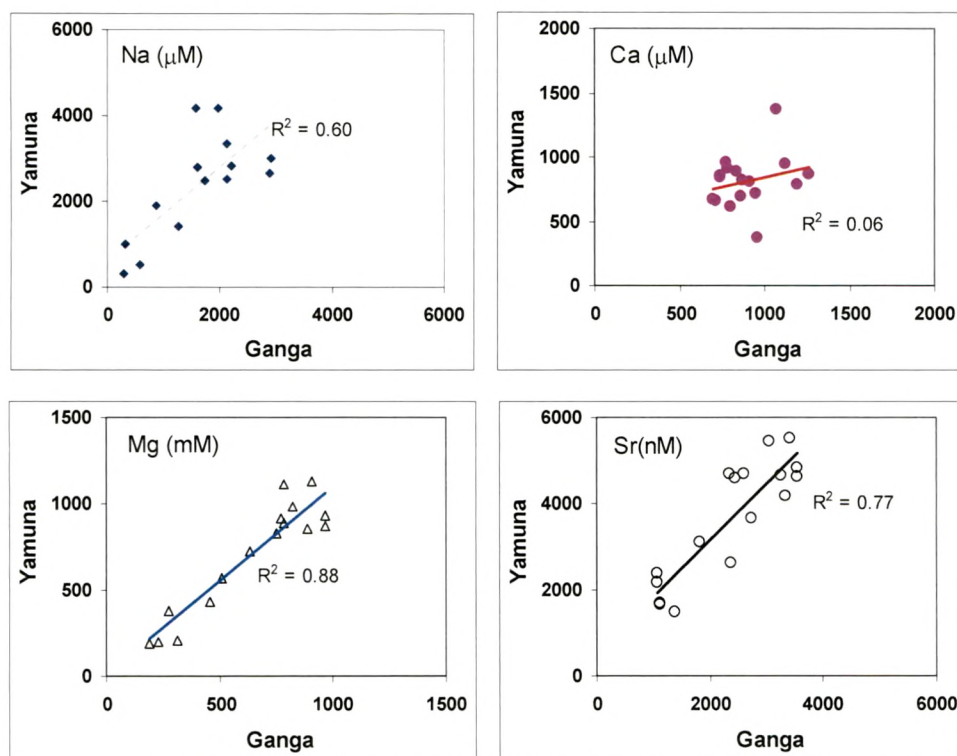 Na (μM)
6000
4000
2000
0
Yamuna
R² = 0.60
0 2000 4000 6000
Ganga
Ca (μM)
2000
1500
1000
500
0
Yamuna
R² = 0.06
0 500 1000 1500 2000
Ganga
Mg (mM)
1500
1000
500
0
Yamuna
R² = 0.88
0 500 1000 1500
Ganga
Sr(nM)
6000
4000
2000
0
Yamuna
R² = 0.77
0 2000 4000 6000
Ganga